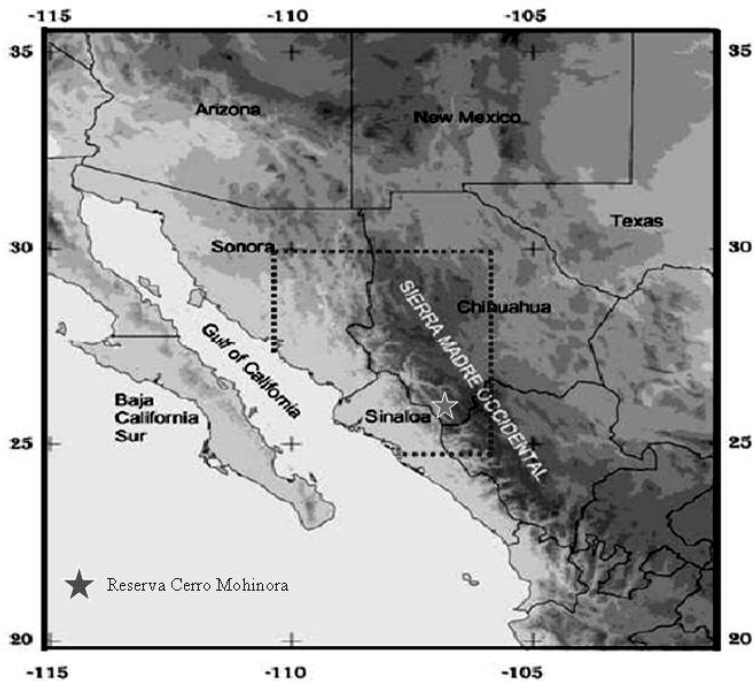 -115 -110 -105
35 35
Arizona
New Mexico
Texas
30 30
Sonora
Chihuahua
SIERRA MADRE OCCIDENTAL
Gulf of California
Baja
California
Sur
Sinaloa
25 25
Reserva Cerro Mohinora
20 20
-115 -110 -105